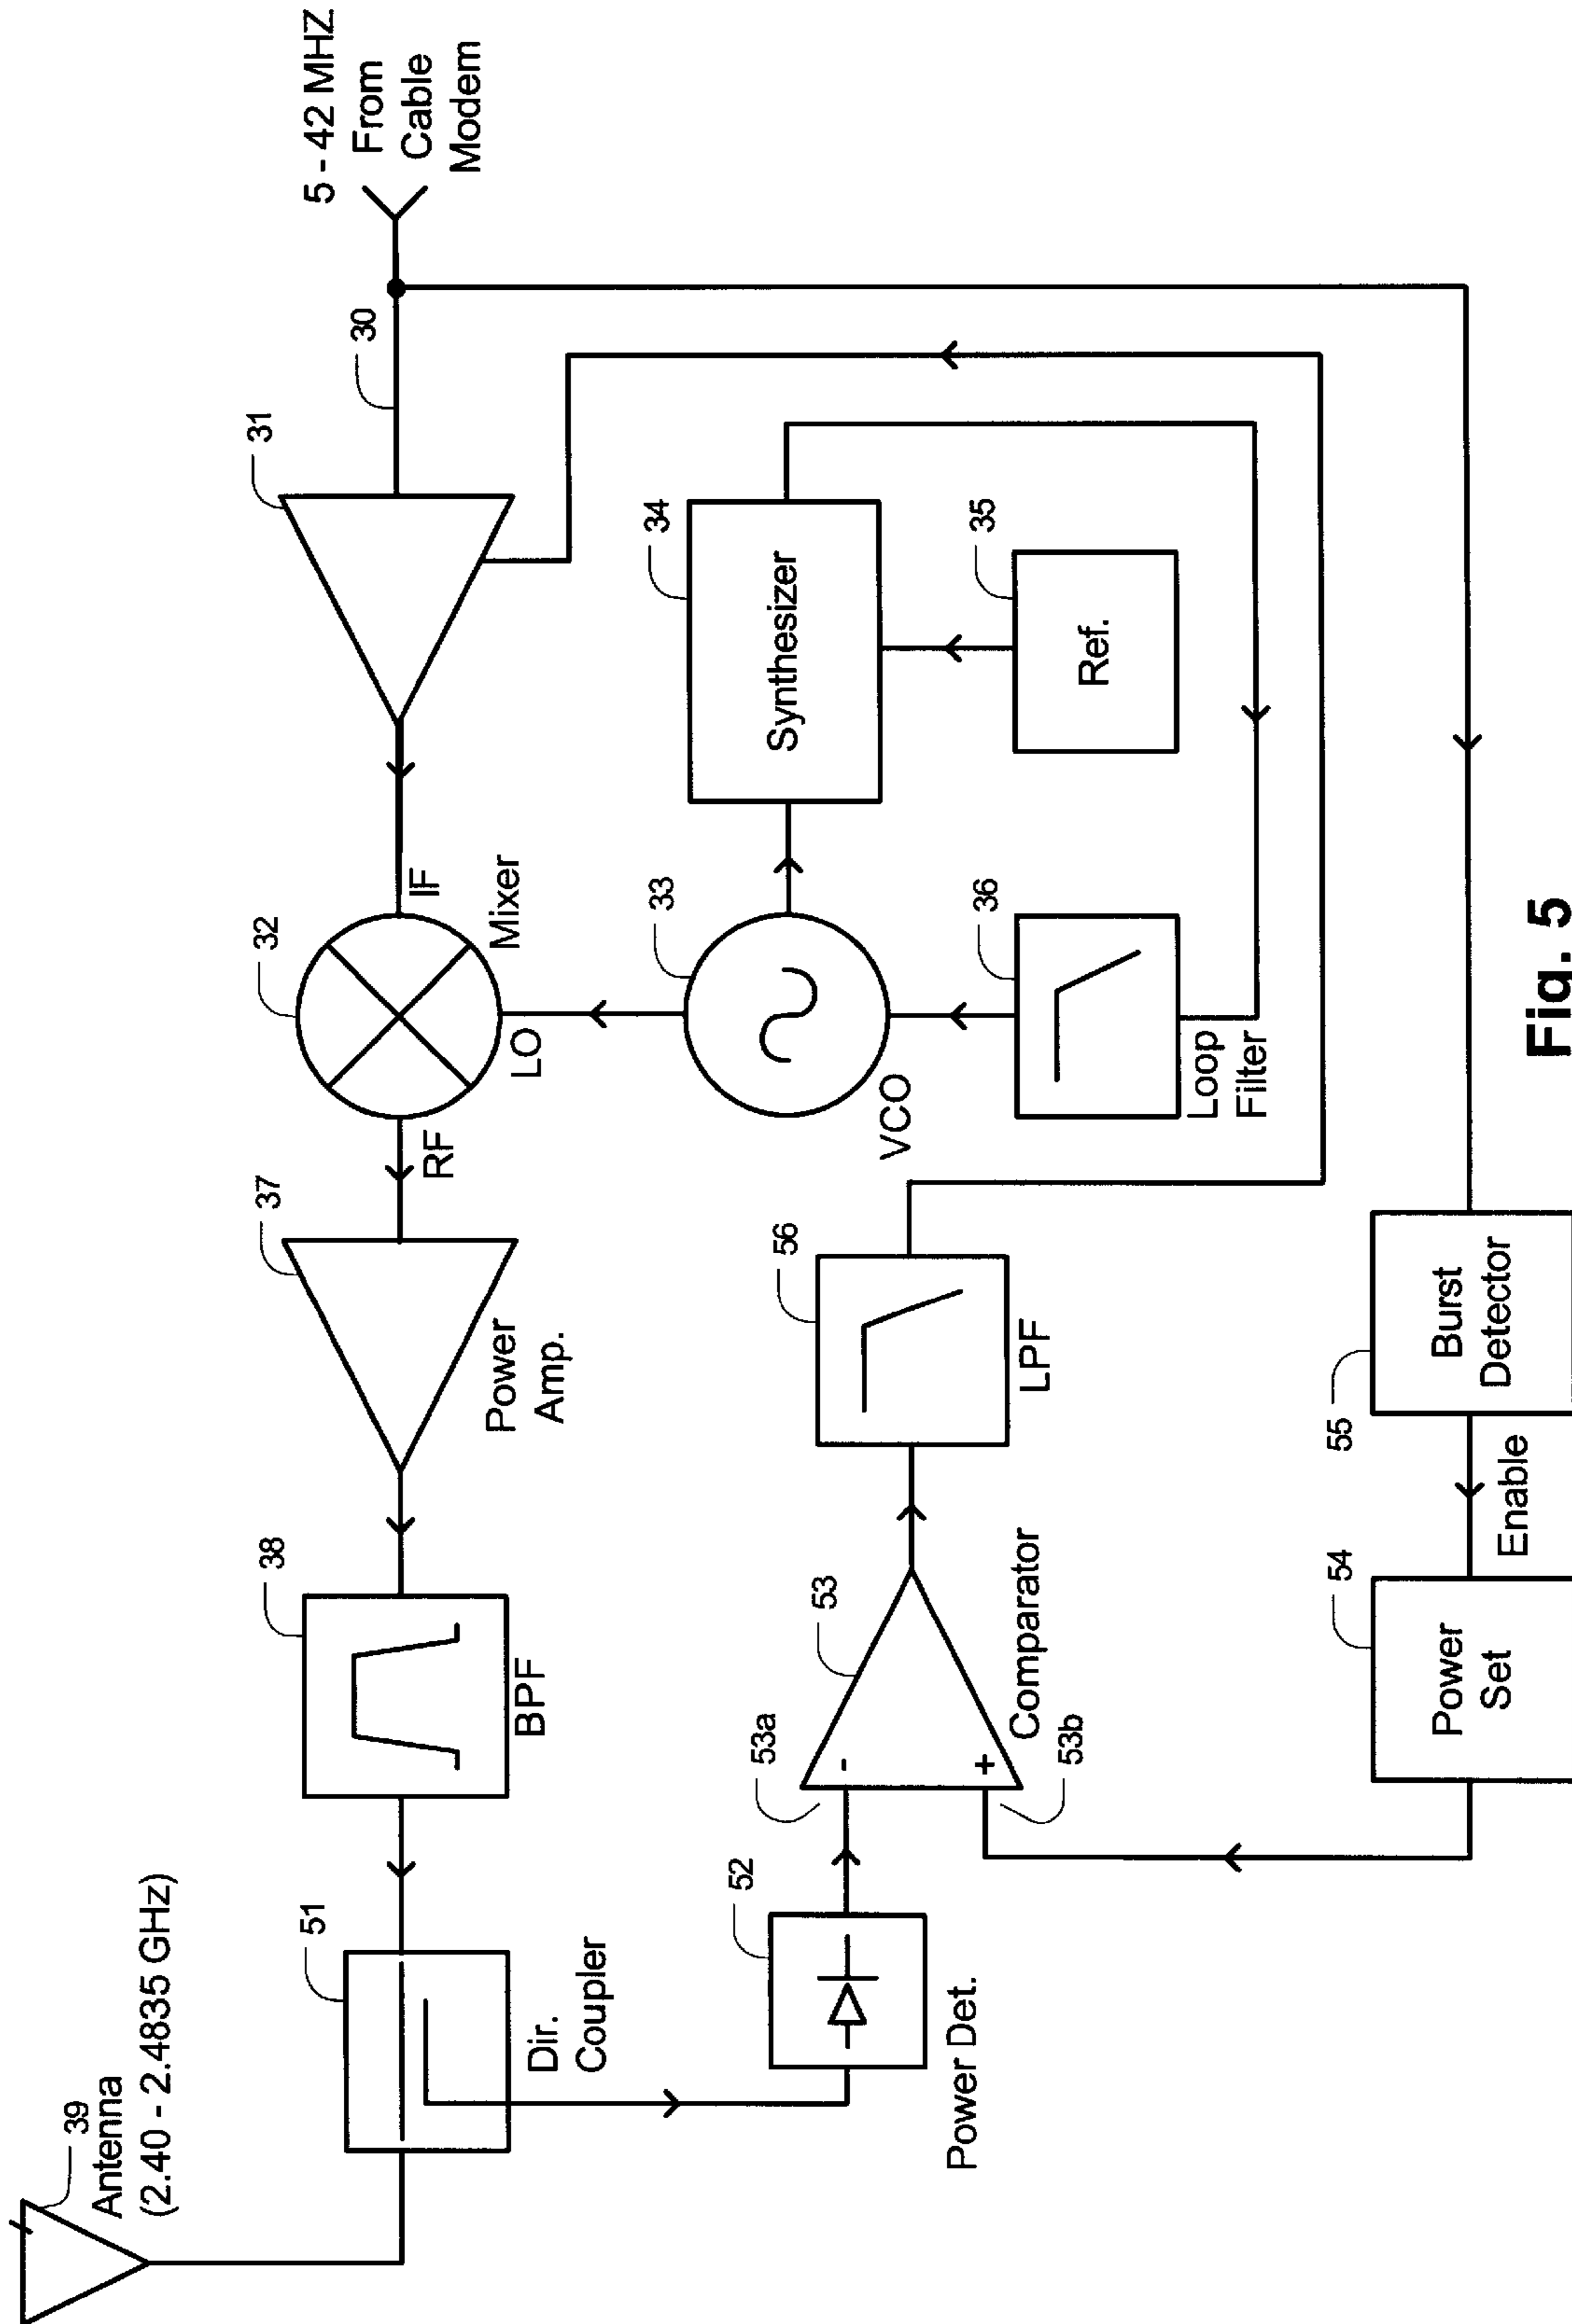 39
Antenna
(2.40 - 2.4835 GHz)
51
Dir.
Coupler
38
BPF
37
Power
Amp.
RF
32
LO
IF
Mixer
31
30
5 - 42 MHZ
From
Cable
Modem
52
Power Det.
53a
-
+
53b
53
Comparator
56
LPF
33
VCO
36
Loop
Filter
34
Synthesizer
35
Ref.
54
Power
Set
Enable
55
Burst
Detector
Fig. 5